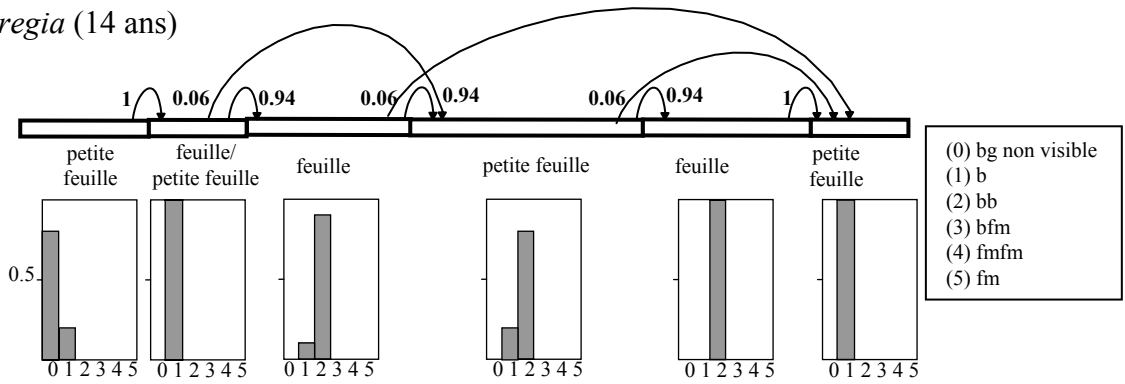 regia (14 ans)
1 0.06 0.94 0.06 0.94 0.06 0.94 1
petite feuille
feuille/ petite feuille
feuille
petite feuille
feuille
petite feuille
(0) bg non visible
(1) b
(2) bb
(3) bfm
(4) fmfm
(5) fm
0.5
0 1 2 3 4 5
0 1 2 3 4 5
0 1 2 3 4 5
0 1 2 3 4 5
0 1 2 3 4 5
0 1 2 3 4 5